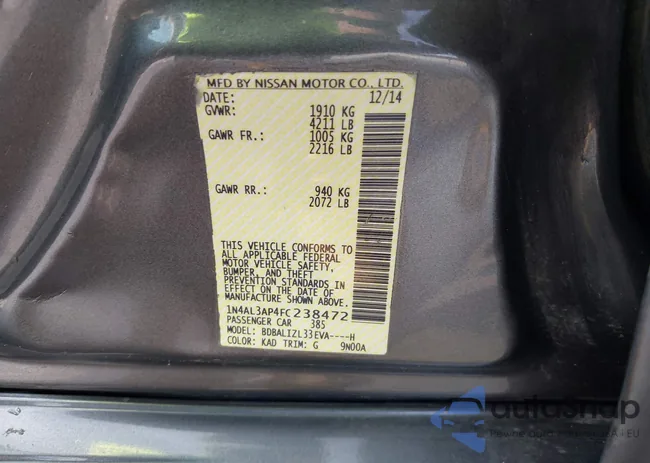 MFD BY NISSAN MOTOR CO., LTD.
DATE: 12/14
GVWR: 1910 KG
4211 LB
GAWR FR.: 1005 KG
2216 LB
GAWR RR.: 940 KG
2072 LB
THIS VEHICLE CONFORMS TO
ALL APPLICABLE FEDERAL
MOTOR VEHICLE SAFETY,
BUMPER, AND THEFT
PREVENTION STANDARDS IN
EFFECT ON THE DATE OF
MANUFACTURE SHOWN ABOVE.
1N4AL3AP4FC238472
PASSENGER CAR 385
MODEL: BDBALIZL33EVA----H
COLOR: KAD TRIM: G 9N00A
autoSnap
Pewne auto
EU